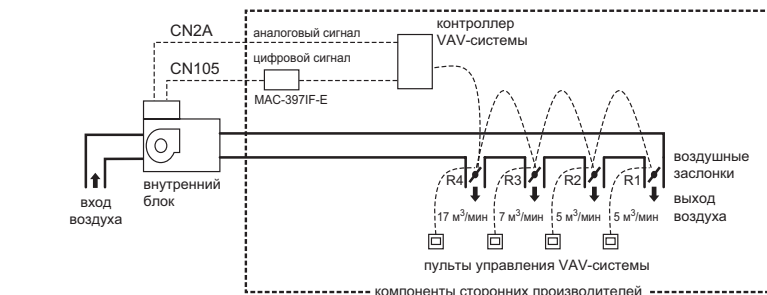 CN2A
аналоговый сигнал
контроллер
VAV-системы
цифровой сигнал
CN105
MAC-397IF-E
внутренний
блок
вход
воздуха
R4
R3
R2
R1
воздушные
заслонки
выход
воздуха
17 м³/мин
7 м³/мин
5 м³/мин
5 м³/мин
пульты управления VAV-системы
компоненты сторонних производителей